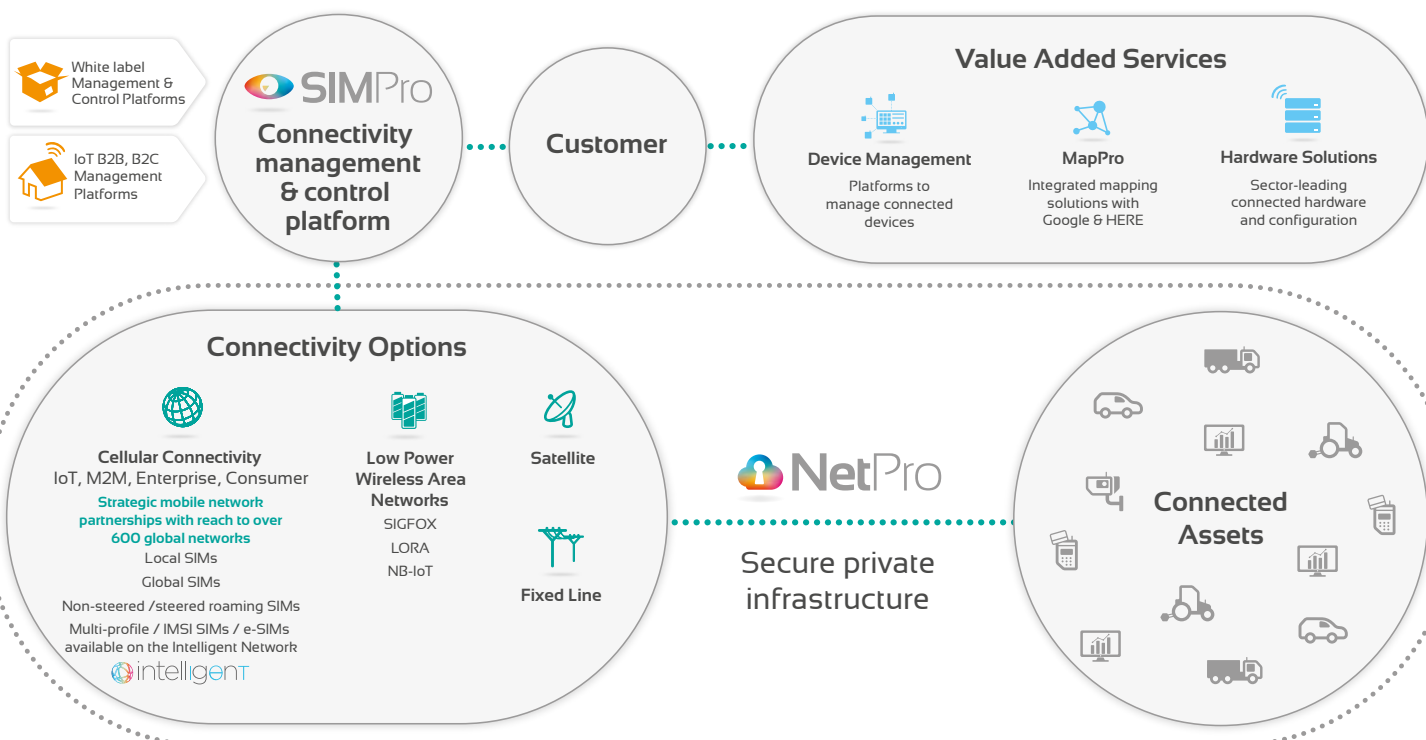 White label
Management &
Control Platforms
IoT B2B, B2C
Management
Platforms
SIMPro
Connectivity
management
& control
platform
Customer
Value Added Services
Device Management
Platforms to
manage connected
devices
MapPro
Integrated mapping
solutions with
Google & HERE
Hardware Solutions
Sector-leading
connected hardware
and configuration
Connectivity Options
Cellular Connectivity
IoT, M2M, Enterprise, Consumer
Strategic mobile network
partnerships with reach to over
600 global networks
Local SIMs
Global SIMs
Non-steered /steered roaming SIMs
Multi-profile / IMSI SIMs / e-SIMs
available on the Intelligent Network
intelligent
Low Power
Wireless Area
Networks
SIGFOX
LORA
NB-IoT
Satellite
Fixed Line
NetPro
Secure private
infrastructure
Connected
Assets